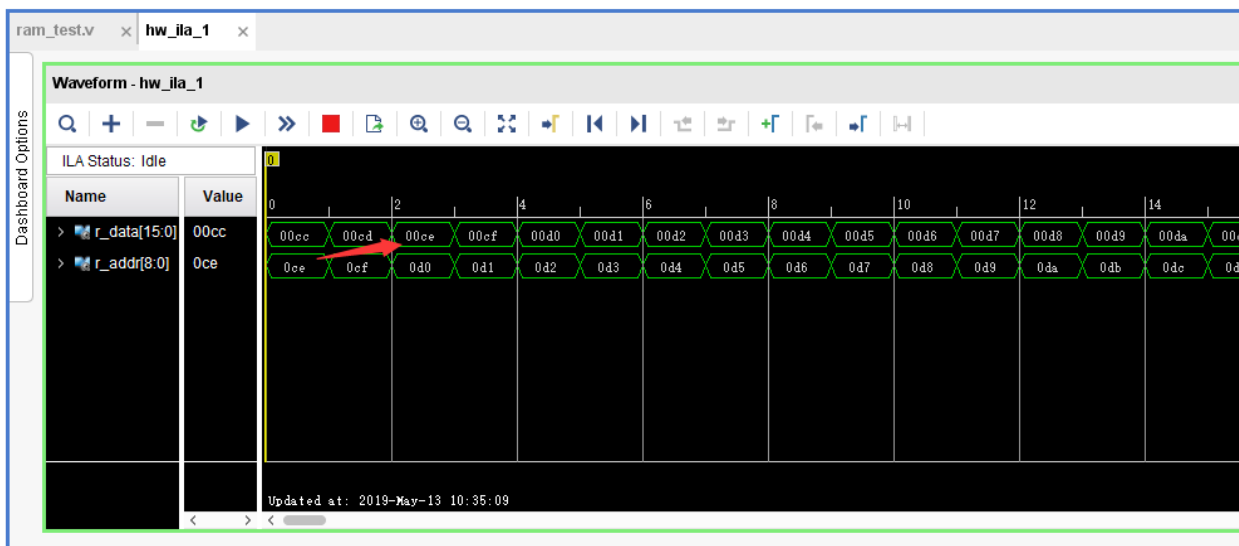 ram_test.v × hw_ila_1 ×
Dashboard Options
Waveform - hw_ila_1
ILA Status: Idle
0
Name Value
0 2 4 6 8 10 12 14
r_data[15:0] 00cc 00cc 00cd 00ce 00cf 00d0 00d1 00d2 00d3 00d4 00d5 00d6 00d7 00d8 00d9 00da
r_addr[8:0] 0ce 0ce 0cf 0d0 0d1 0d2 0d3 0d4 0d5 0d6 0d7 0d8 0d9 0da 0db 0dc
Updated at: 2019-May-13 10:35:09